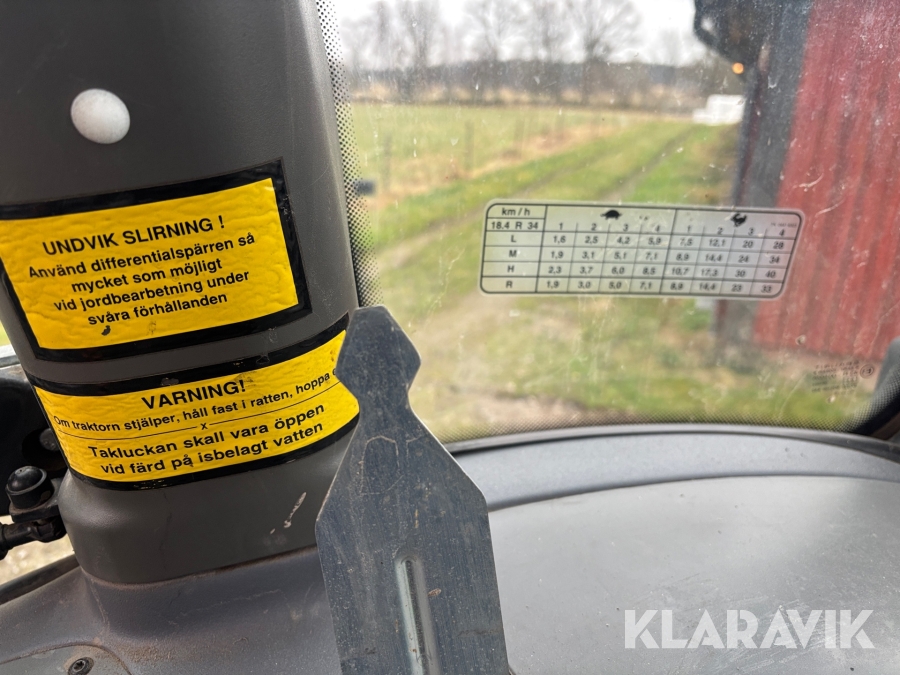 UNDVIK SLIRNING !
Använd differentialspärren så
mycket som möjligt
vid jordbearbetning under
svåra förhållanden
VARNING!
Om traktorn stjälper, håll fast i ratten, hoppa
x
Takluckan skall vara öppen
vid färd på isbelagt vatten
km / h
18.4 R 34 1 2 3 4 1 2 3 4
L 1,6 2,5 4,2 5,9 7,5 12,1 20 28
M 1,9 3,1 5,1 7,1 8,9 14,4 24 34
H 2,3 3,7 6,0 8,5 10,7 17,3 30 40
R 1,9 3,0 5,0 7,1 8,9 14,4 23 33
KLARAVIK